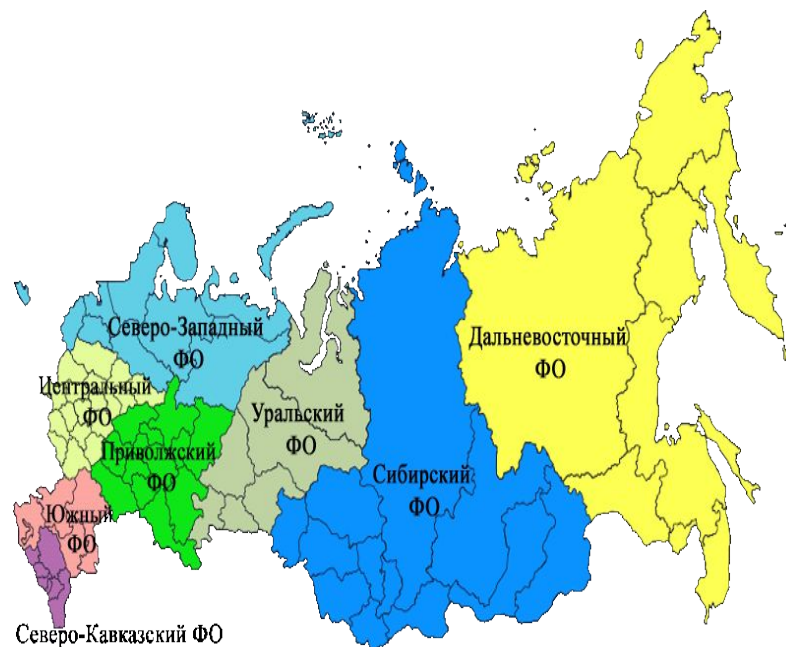 Северо-Западный
ФО
Дальневосточный
ФО
Центральный
ФО
Уральский
ФО
Приволжский
ФО
Сибирский
ФО
Южный
ФО
Северо-Кавказский ФО